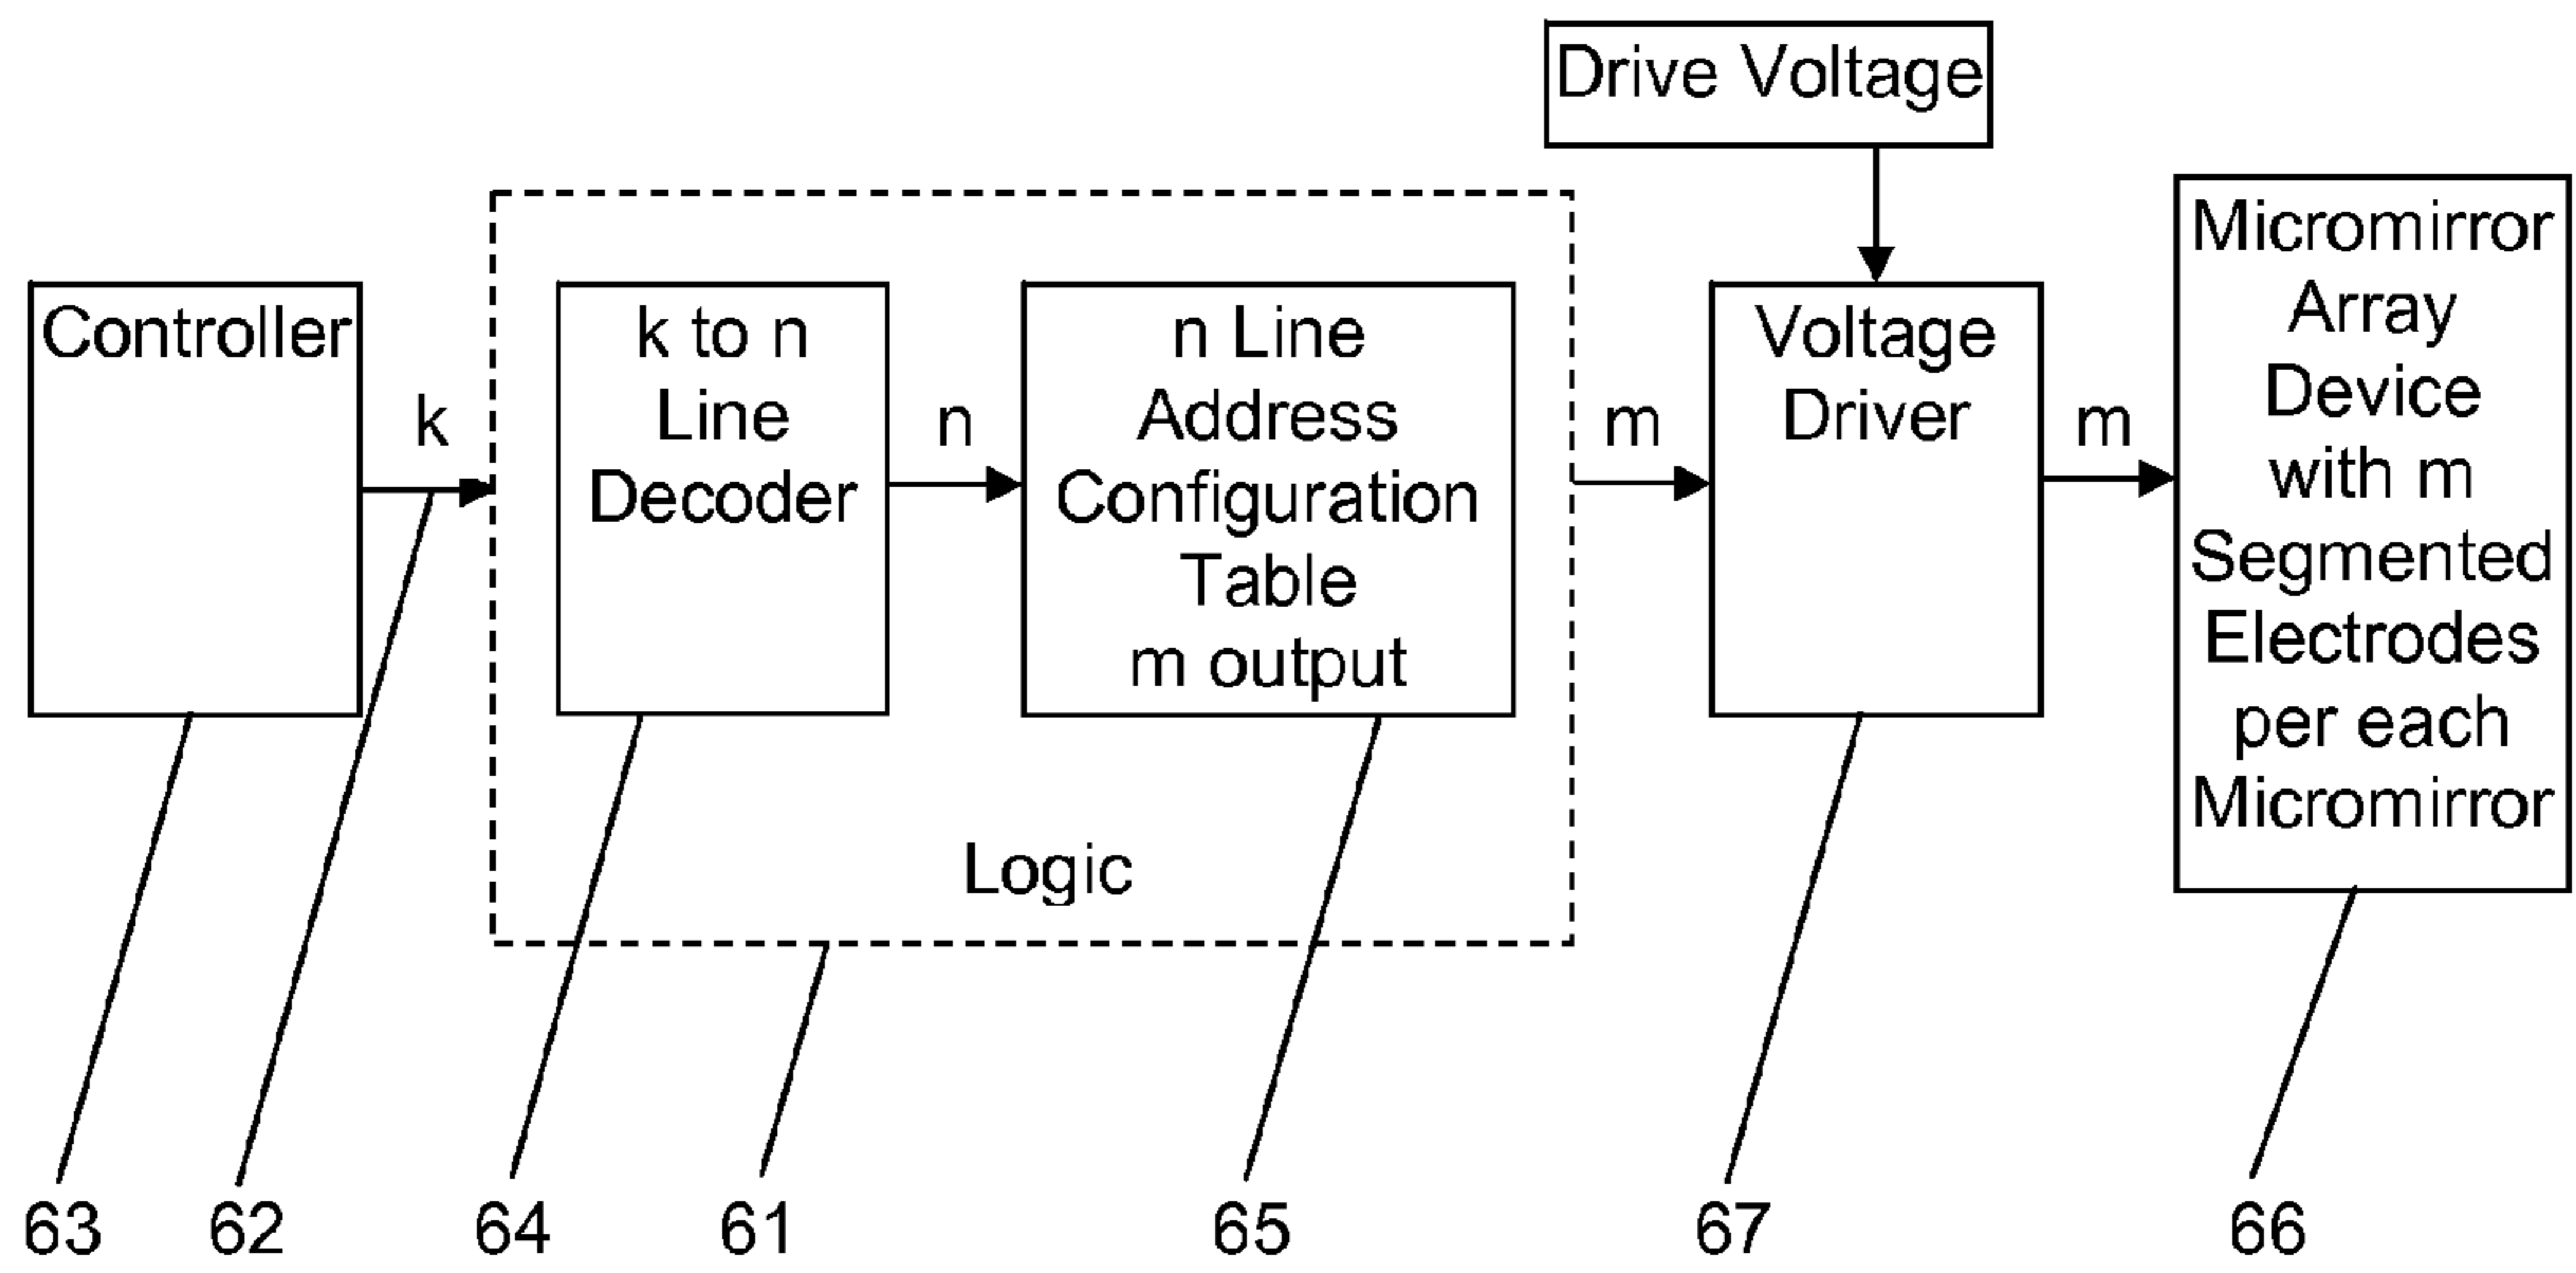 Drive Voltage
Controller
k
k to n
Line
Decoder
n
n Line
Address
Configuration
Table
m output
Logic
m
Voltage
Driver
m
Micromirror
Array
Device
with m
Segmented
Electrodes
per each
Micromirror
63
62
64
61
65
67
66